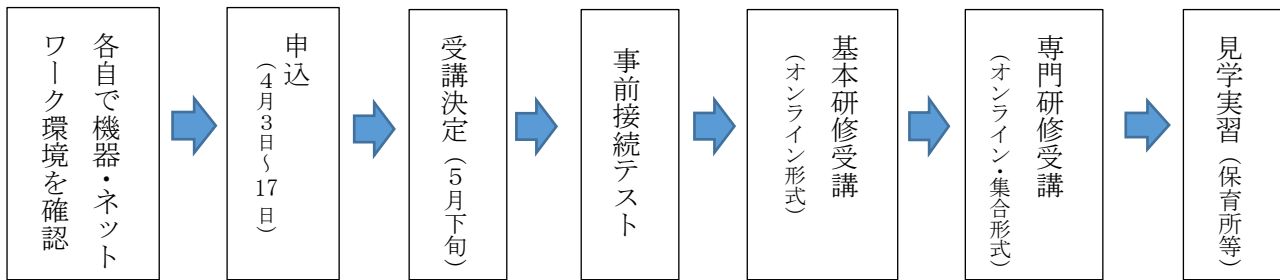 各自で機器・ネット
ワーク環境を確認
申込
（4月3日～17日）
受講決定（5月下旬）
事前接続テスト
基本研修受講
（オンライン形式）
専門研修受講
（オンライン・集合形式）
見学実習（保育所等）